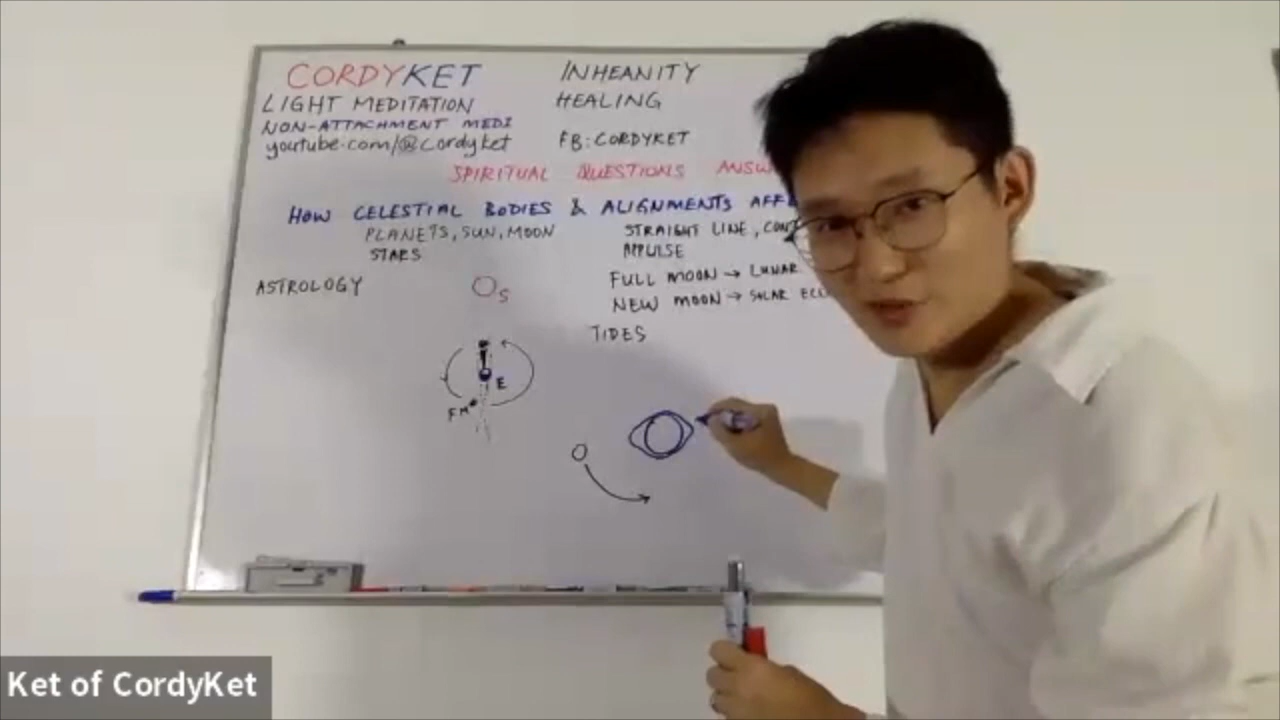 CORDYKET INHEANITY
LIGHT MEDITATION HEALING
NON-ATTACHMENT MEDI
youtube.com/@cordyket FB: CORDYKET
SPIRITUAL QUESTIONS
HOW CELESTIAL BODIES & ALIGNMENTS
PLANETS, SUN, MOON STRAIGHT LINE,
STARS APPULSE
ASTROLOGY S FULL MOON → LUNAR
NEW MOON → SOLAR
TIDES
E
FM
Ket of CordyKet